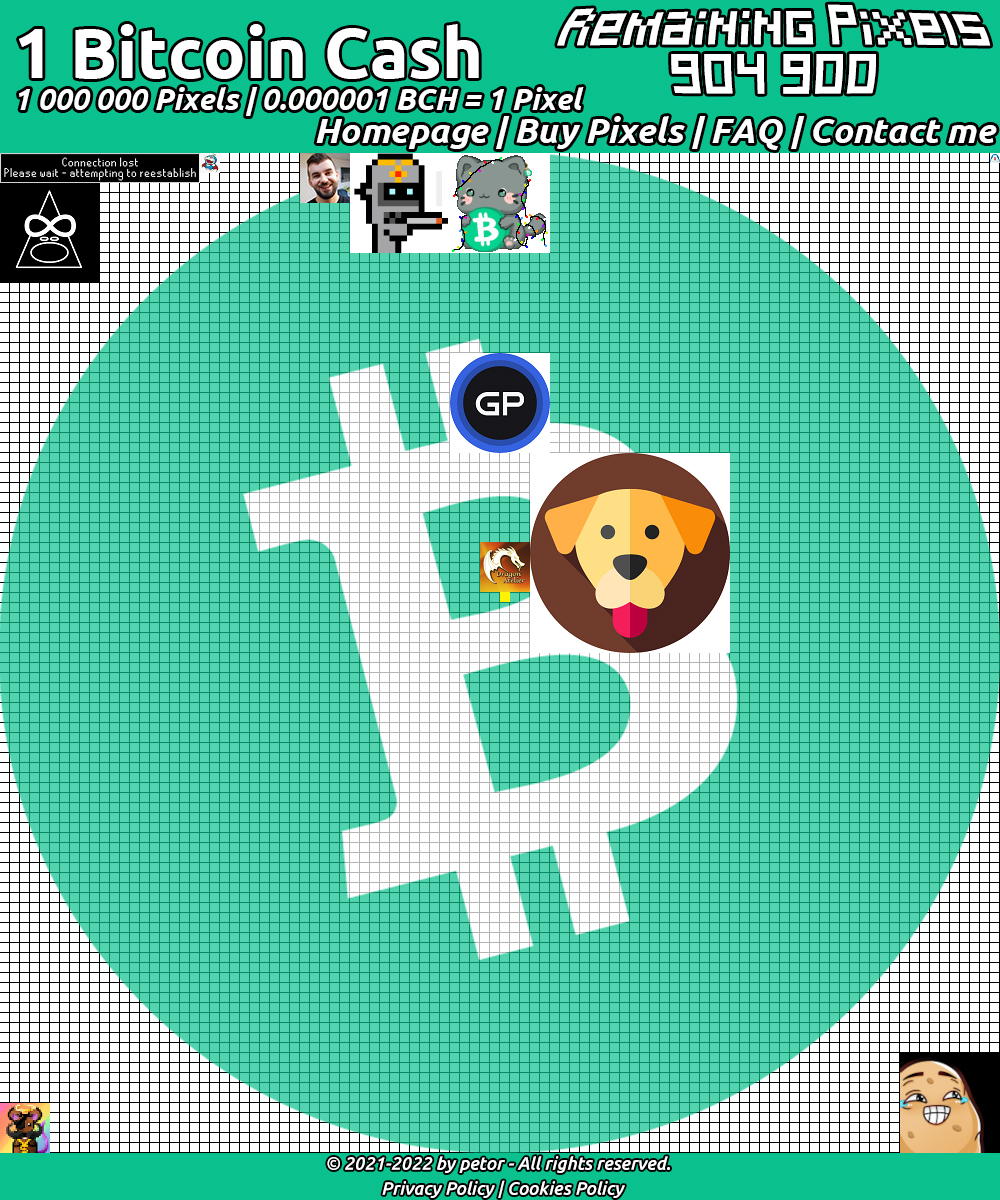 1 Bitcoin Cash
Remaining Pixels
904 900
1 000 000 Pixels | 0.000001 BCH = 1 Pixel
Homepage | Buy Pixels | FAQ | Contact me
Connection lost
Please wait - attempting to reestablish
GP
Dragon
Atelier
© 2021-2022 by petor - All rights reserved.
Privacy Policy | Cookies Policy